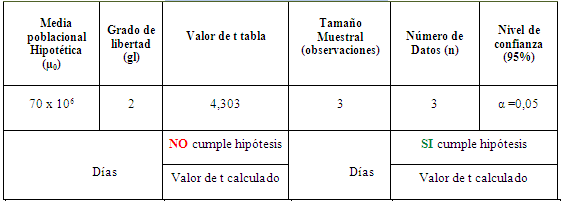 Media
poblacional
Hipotética
(µ₀)
Grado de
libertad
(gl)
Valor de t tabla
Tamaño
Muestral
(observaciones)
Número de
Datos (n)
Nivel de
confianza
(95%)
70 x 10⁶
2
4,303
3
3
α =0,05
Días
NO cumple hipótesis
Valor de t calculado
Días
SI cumple hipótesis
Valor de t calculado